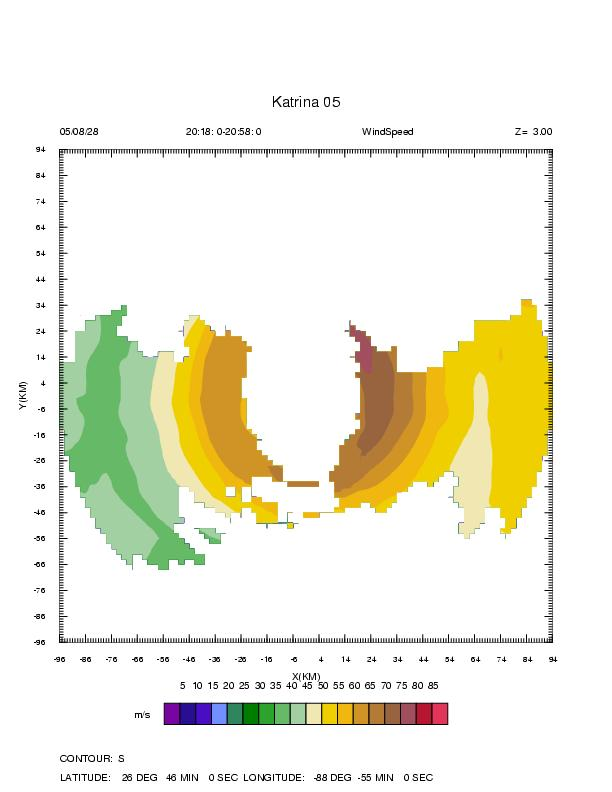 Katrina 05
05/08/28 20:18: 0-20:58: 0 WindSpeed Z= 3.00
94
84
74
64
54
44
34
24
14
4
-6
-16
-26
-36
-46
-56
-66
-76
-86
-96
Y(KM)
-96 -86 -76 -66 -56 -46 -36 -26 -16 -6 4 14 24 34 44 54 64 74 84 94
X(KM)
5 10 15 20 25 30 35 40 45 50 55 60 65 70 75 80 85
m/s
CONTOUR: S
LATITUDE: 26 DEG 46 MIN 0 SEC LONGITUDE: -88 DEG -55 MIN 0 SEC